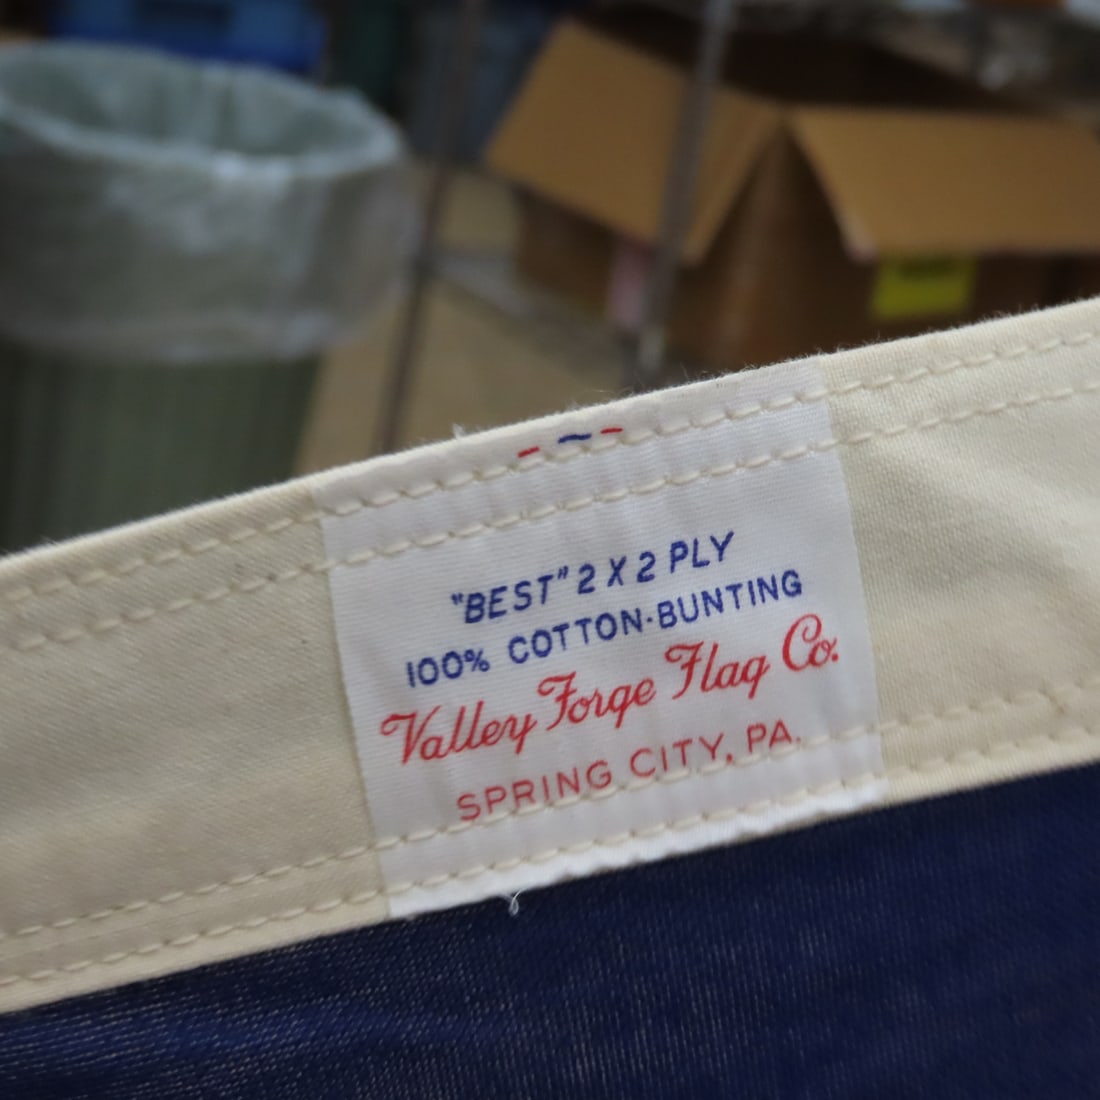 "BEST" 2 X 2 PLY
100% COTTON-BUNTING
Valley Forge Flag Co.
SPRING CITY, PA.